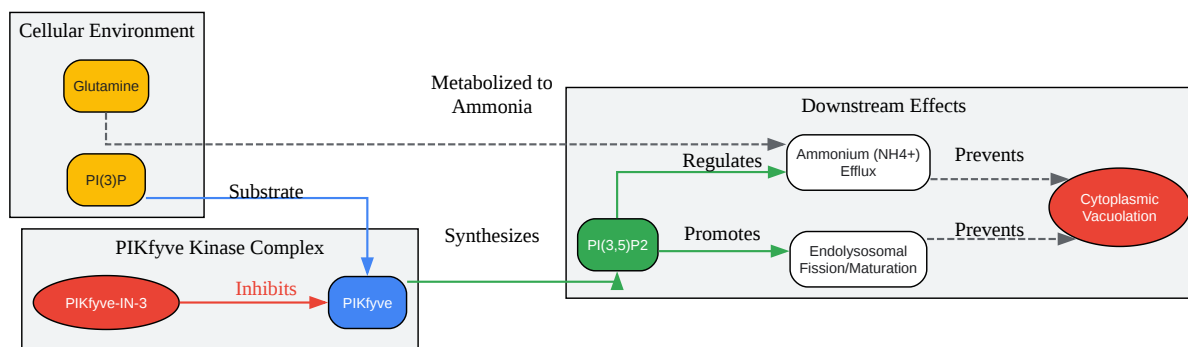 Cellular Environment
Glutamine
PI(3)P
Metabolized to
Ammonia
Substrate
PIKfyve Kinase Complex
PIKfyve-IN-3
Inhibits
PIKfyve
Synthesizes
Downstream Effects
Regulates
Ammonium (NH4+)
Efflux
Prevents
Cytoplasmic
Vacuolation
PI(3,5)P2
Promotes
Endolysosomal
Fission/Maturation
Prevents